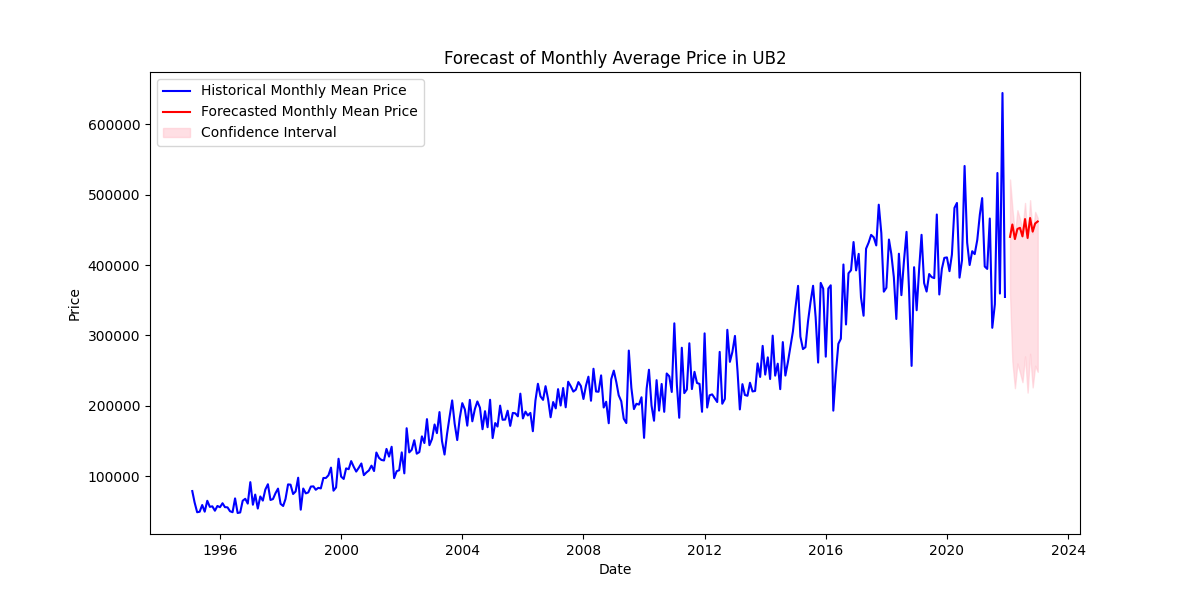 Forecast of Monthly Average Price in UB2
Historical Monthly Mean Price
Forecasted Monthly Mean Price
Confidence Interval
600000
500000
400000
300000
200000
100000
Price
1996
2000
2004
2008
2012
2016
2020
2024
Date